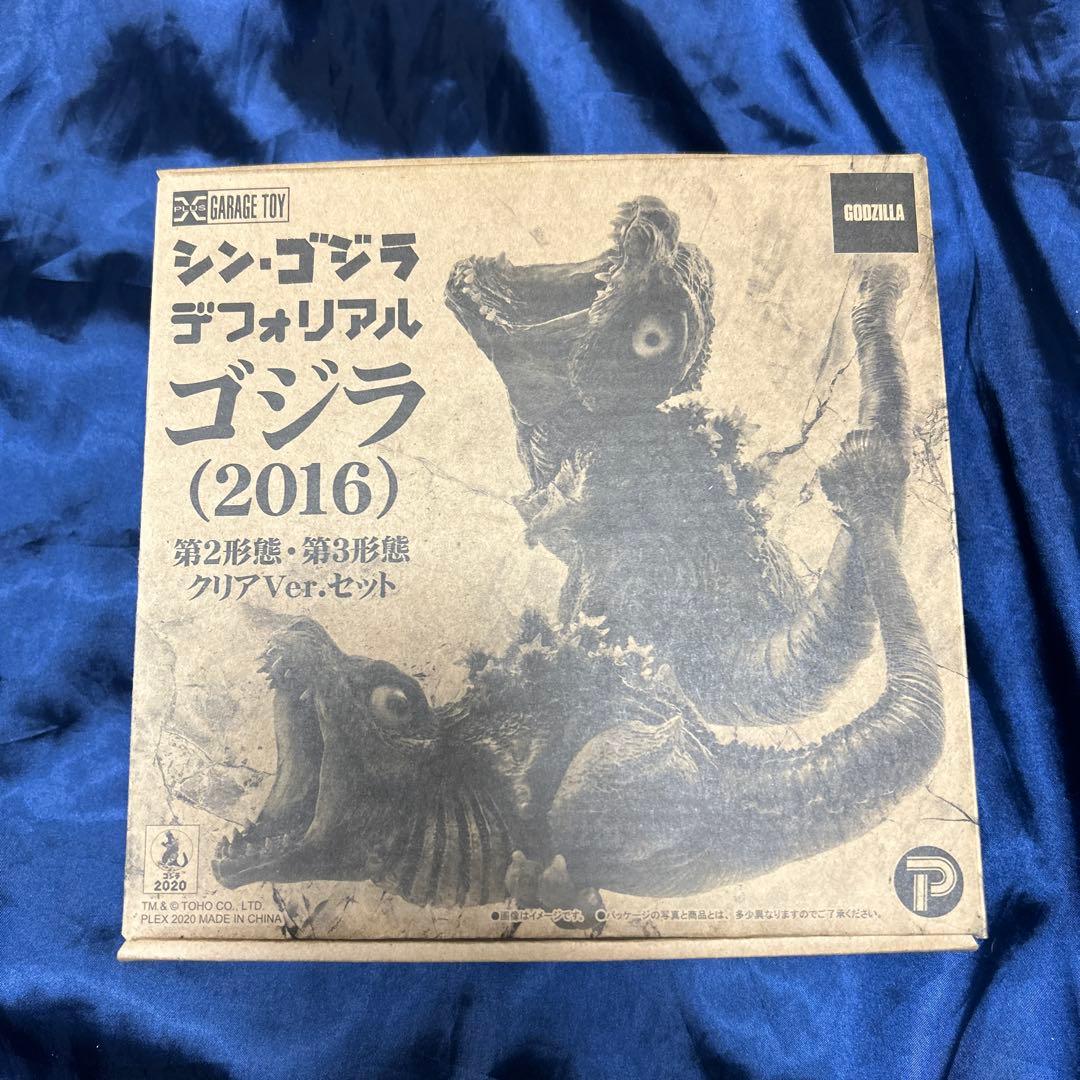 X PLUS GARAGE TOY
GODZILLA
シン・ゴジラ
デフォリアル
ゴジラ
(2016)
第2形態・第3形態
クリアVer.セット
ゴジラ
2020
TM & © TOHO CO., LTD.
PLEX 2020 MADE IN CHINA
●画像はイメージです。 ●パッケージの写真と商品とは、多少異なりますのでご了承ください。
P